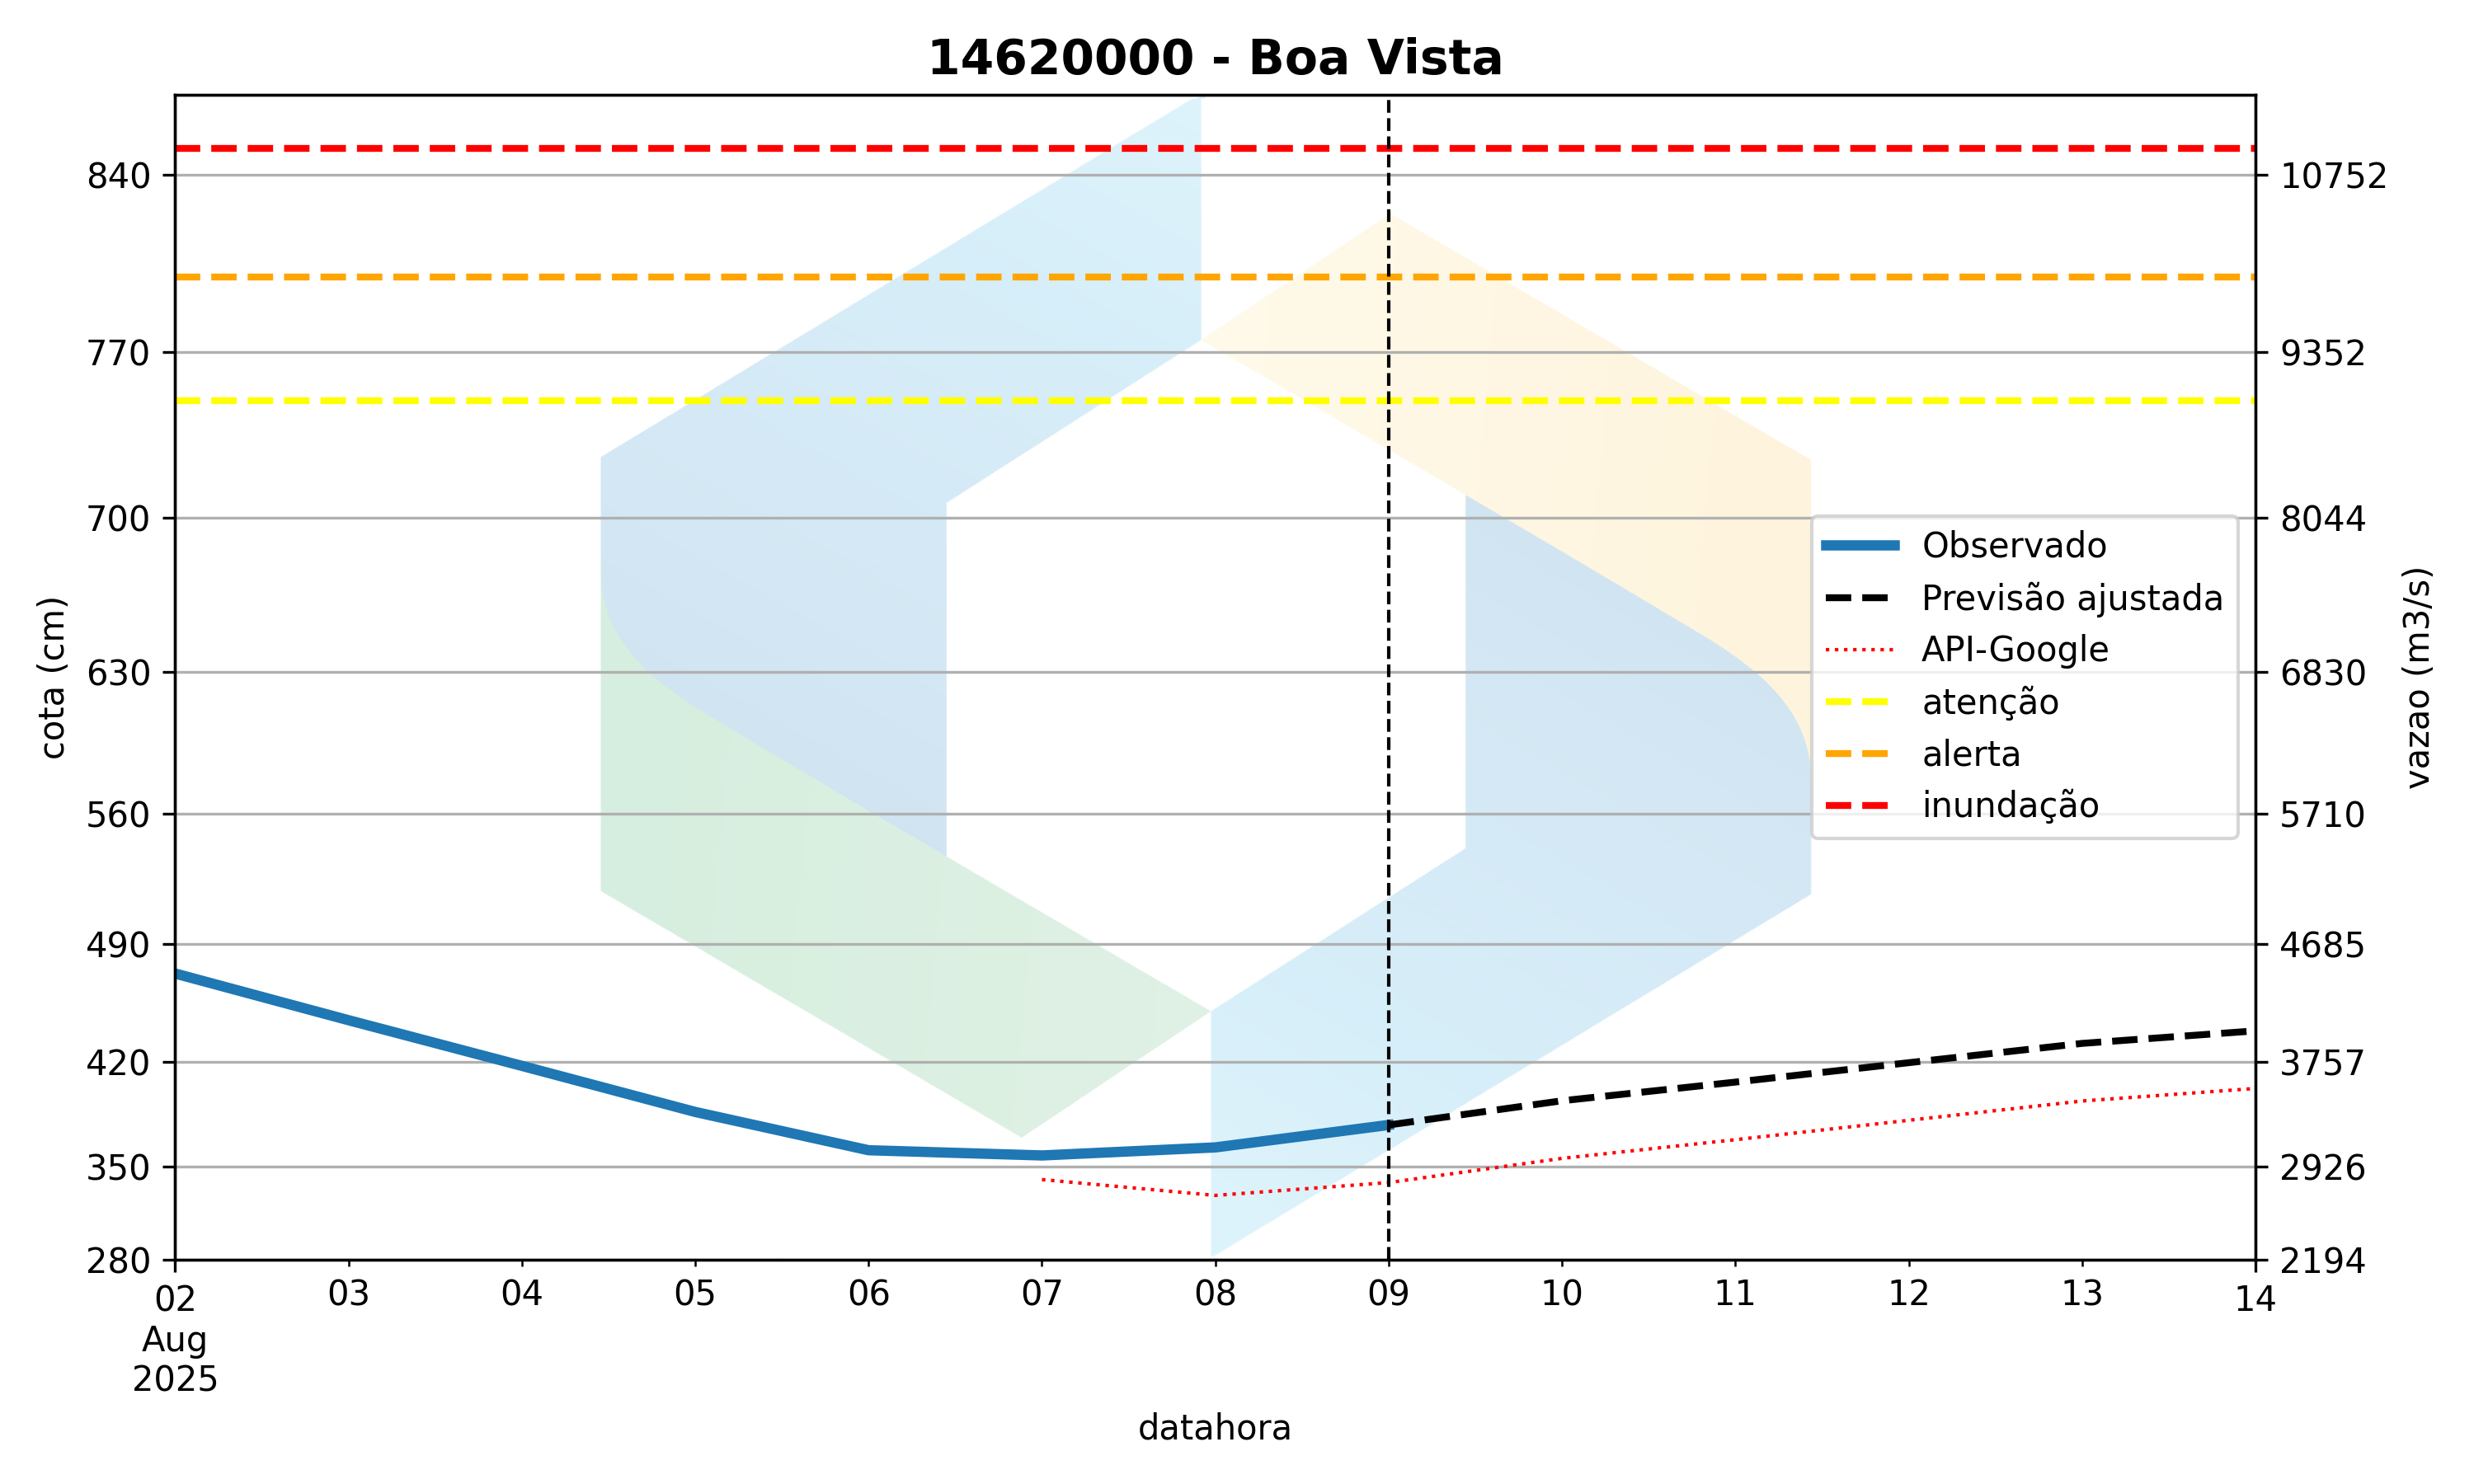 14620000 - Boa Vista
840
770
700
630
560
490
420
350
280
cota (cm)
10752
9352
8044
6830
5710
4685
3757
2926
2194
vazao (m3/s)
Observado
Previsão ajustada
API-Google
atenção
alerta
inundação
02 03 04 05 06 07 08 09 10 11 12 13 14
Aug
2025
datahora